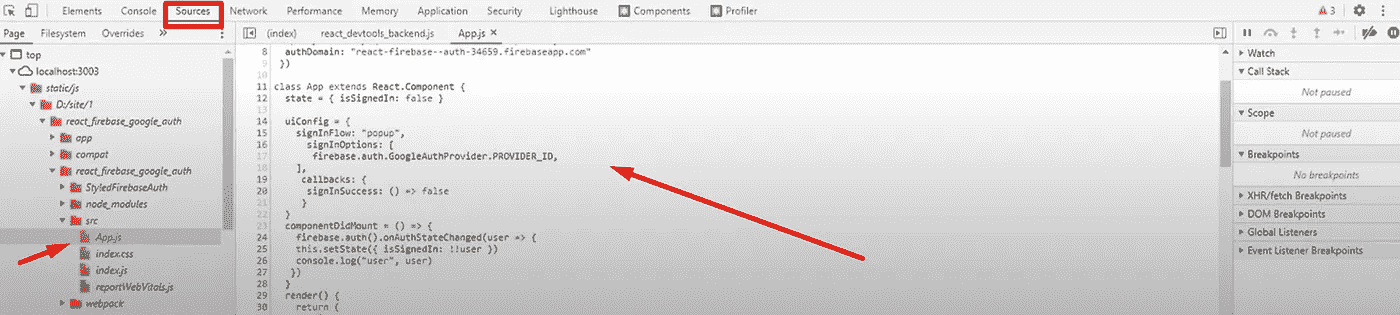 Elements Console Sources Network Performance Memory Application Security Lighthouse Components Profiler 3
Page Filesystem Overrides »
(index) react_devtools_backend.js App.js ×
top
localhost:3003
static/js
D:/site/1
react_firebase_google_auth
app
compat
react_firebase_google_auth
StyledFirebaseAuth
node_modules
src
App.js
index.css
index.js
reportWebVitals.js
webpack
8 authDomain: "react-firebase--auth-34659.firebaseapp.com"
9 })
10
11 class App extends React.Component {
12 state = { isSignedIn: false }
13
14 uiConfig = {
15 signInFlow: "popup",
16 signInOptions: [
17 firebase.auth.GoogleAuthProvider.PROVIDER_ID,
18 ],
19 callbacks: {
20 signInSuccess: () => false
21 }
22 }
23 componentDidMount = () => {
24 firebase.auth().onAuthStateChanged(user => {
25 this.setState({ isSignedIn: !!user })
26 console.log("user", user)
27 })
28 }
29 render() {
30 return (
Watch
Call Stack
Not paused
Scope
Not paused
Breakpoints
No breakpoints
XHR/fetch Breakpoints
DOM Breakpoints
Global Listeners
Event Listener Breakpoints